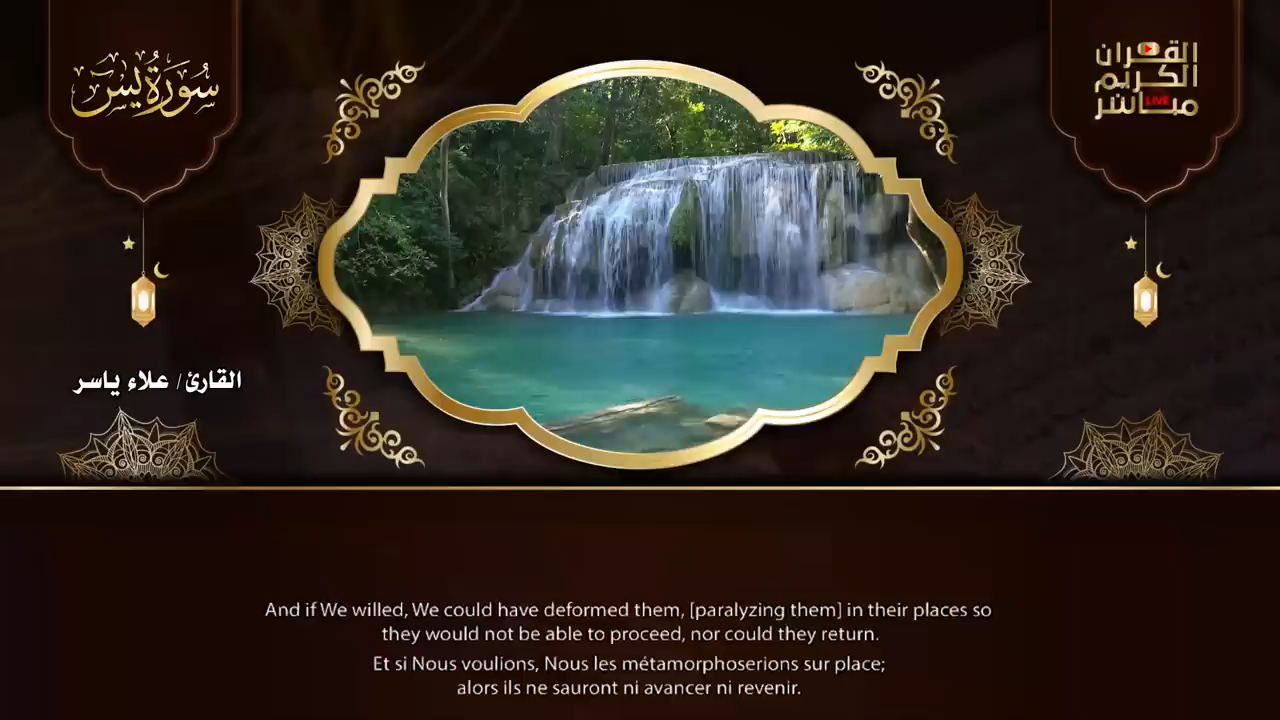 سُورَةُ يس
القرآن
الكريم
مباشر
LIVE
القارئ/ علاء ياسر
And if We willed, We could have deformed them, [paralyzing them] in their places so
they would not be able to proceed, nor could they return.
Et si Nous voulions, Nous les métamorphoserions sur place;
alors ils ne sauront ni avancer ni revenir.